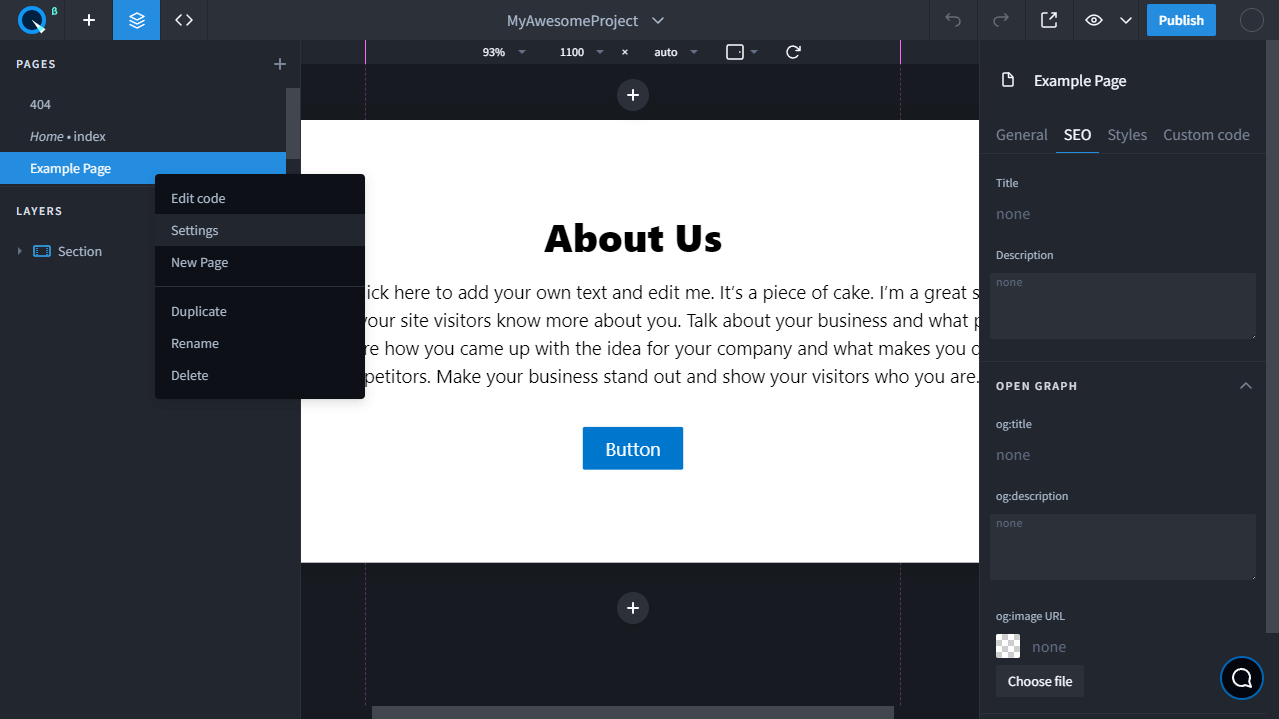 β
MyAwesomeProject
Publish
PAGES
404
Home • index
Example Page
Edit code
Settings
New Page
Duplicate
Rename
Delete
LAYERS
Section
93%
1100
×
auto
About Us
ick here to add your own text and edit me. It's a piece of cake. I'm a great s
your site visitors know more about you. Talk about your business and what p
re how you came up with the idea for your company and what makes you d
petitors. Make your business stand out and show your visitors who you are.
Button
Example Page
General SEO Styles Custom code
Title
none
Description
none
OPEN GRAPH
og:title
none
og:description
none
og:image URL
none
Choose file